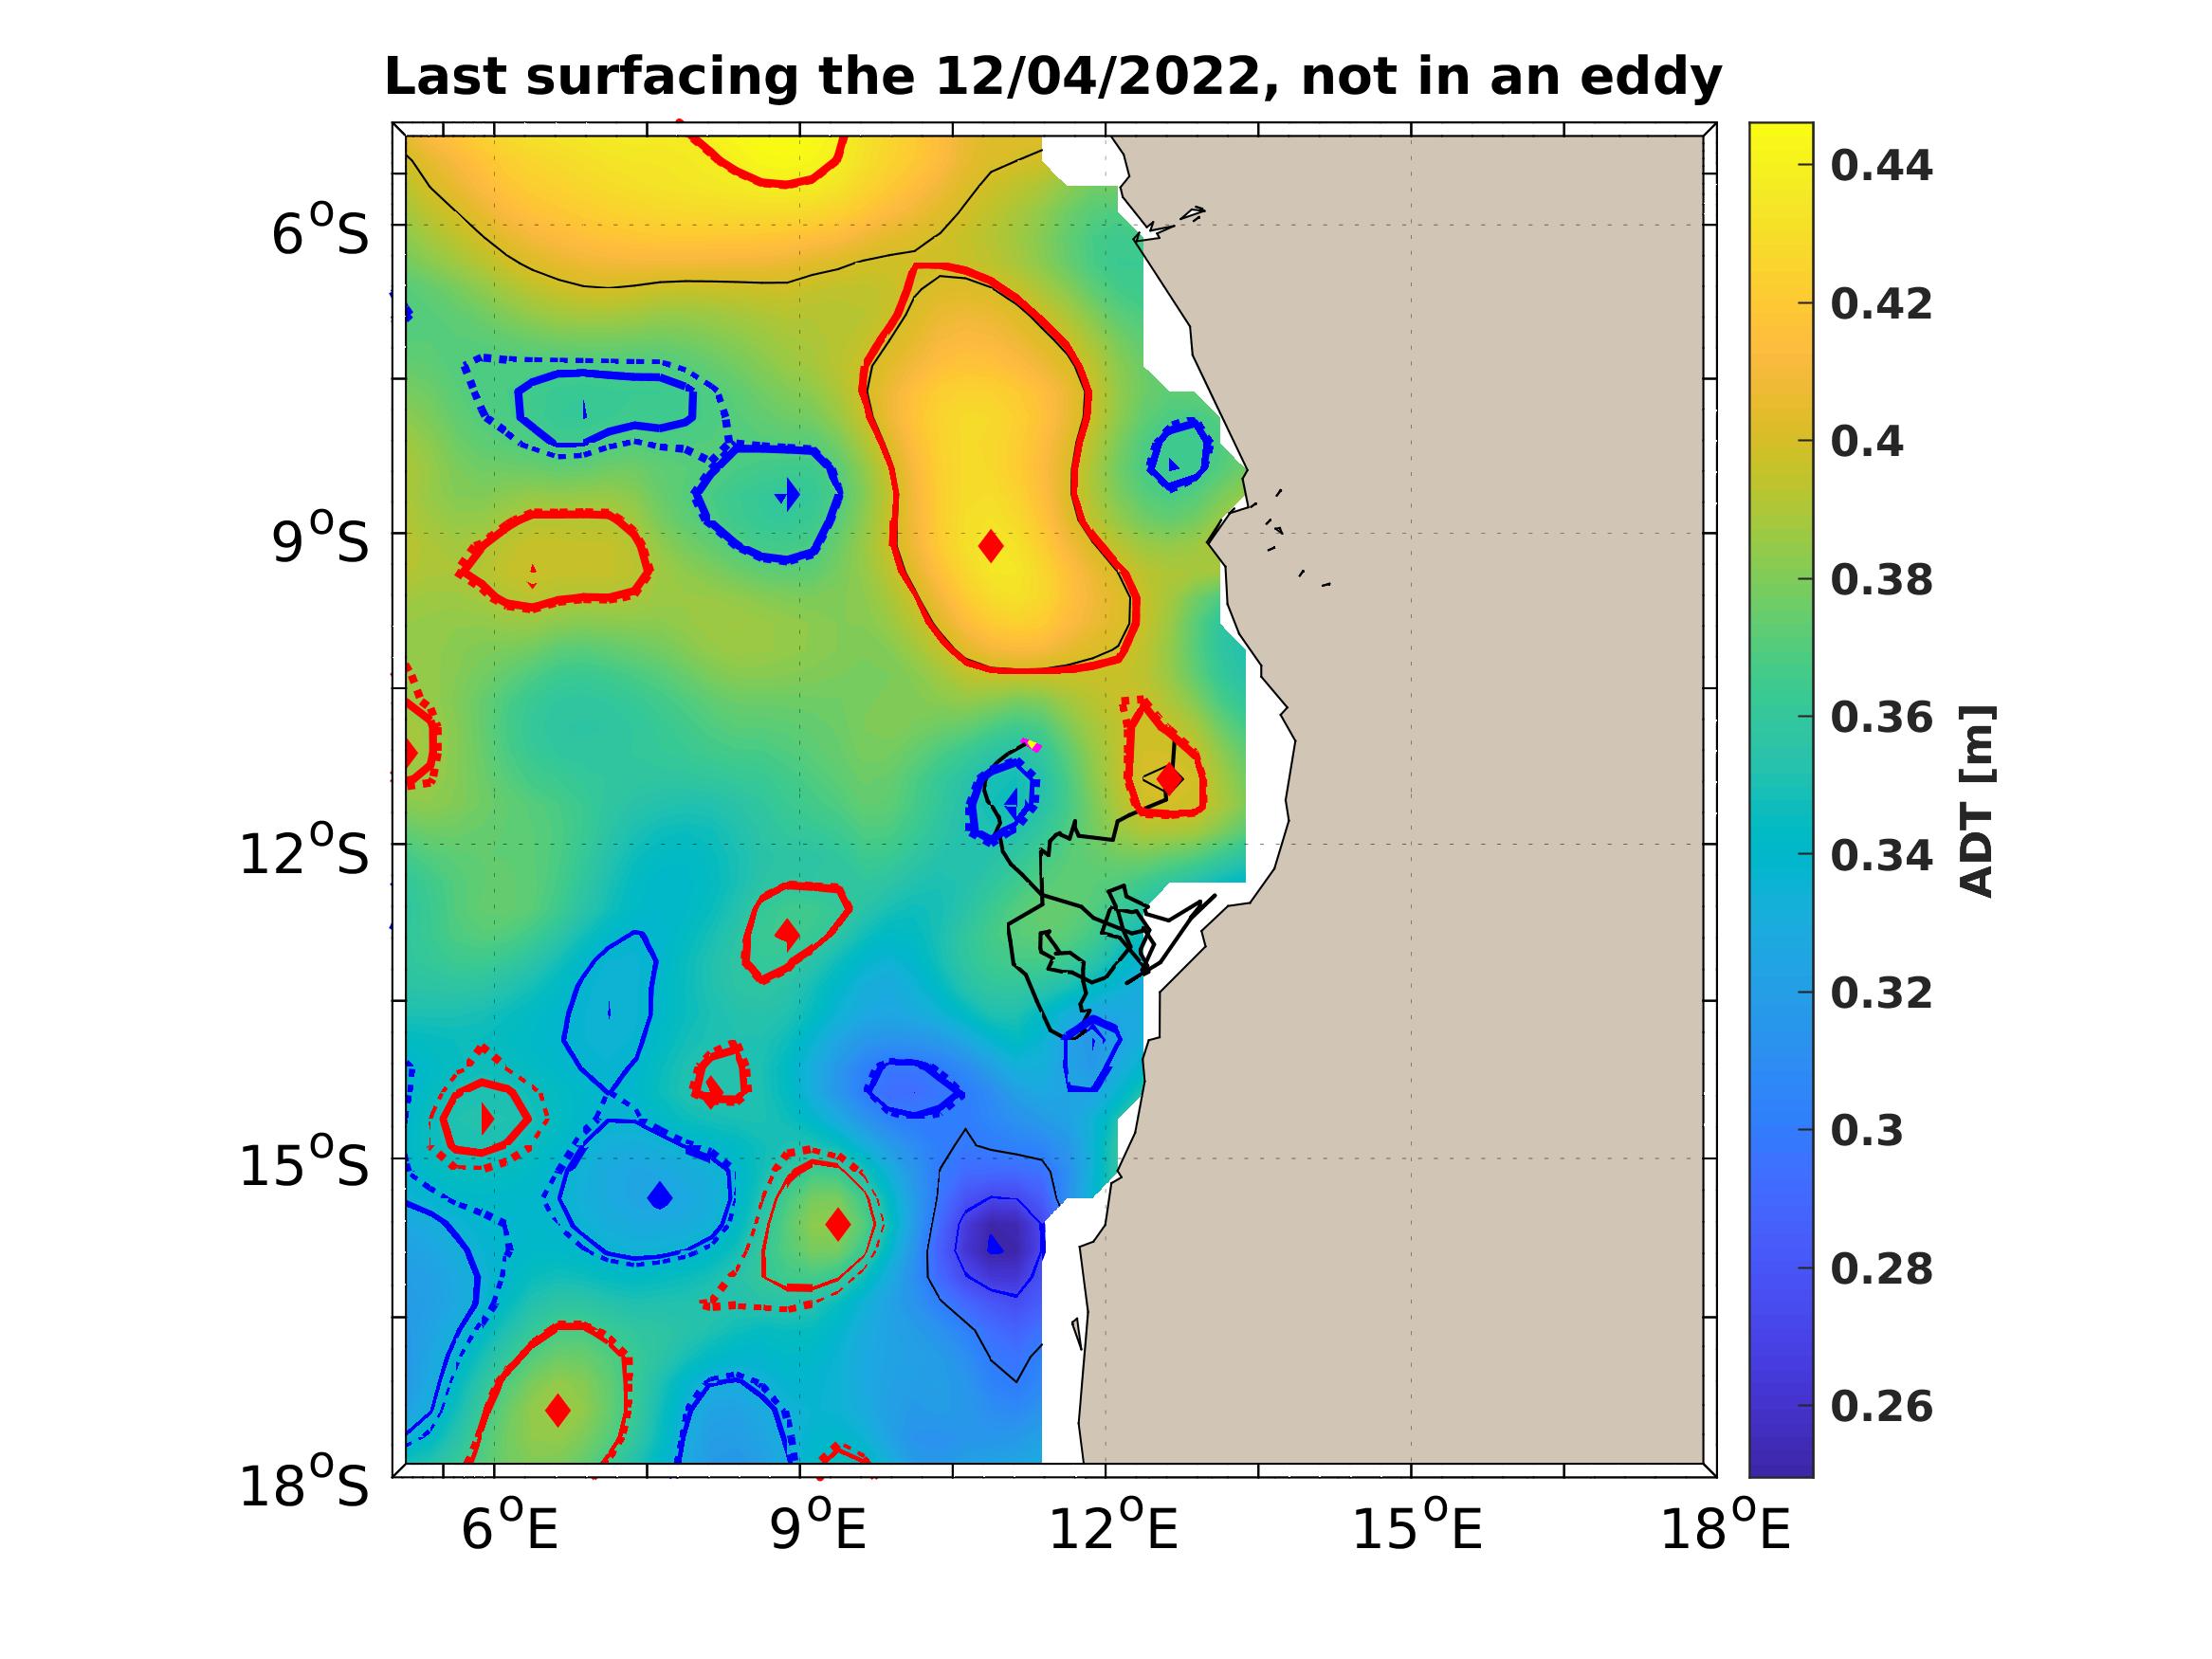 Last surfacing the 12/04/2022, not in an eddy
6°S
9°S
12°S
15°S
18°S
6°E
9°E
12°E
15°E
18°E
0.44
0.42
0.4
0.38
0.36
0.34
0.32
0.3
0.28
0.26
ADT [m]